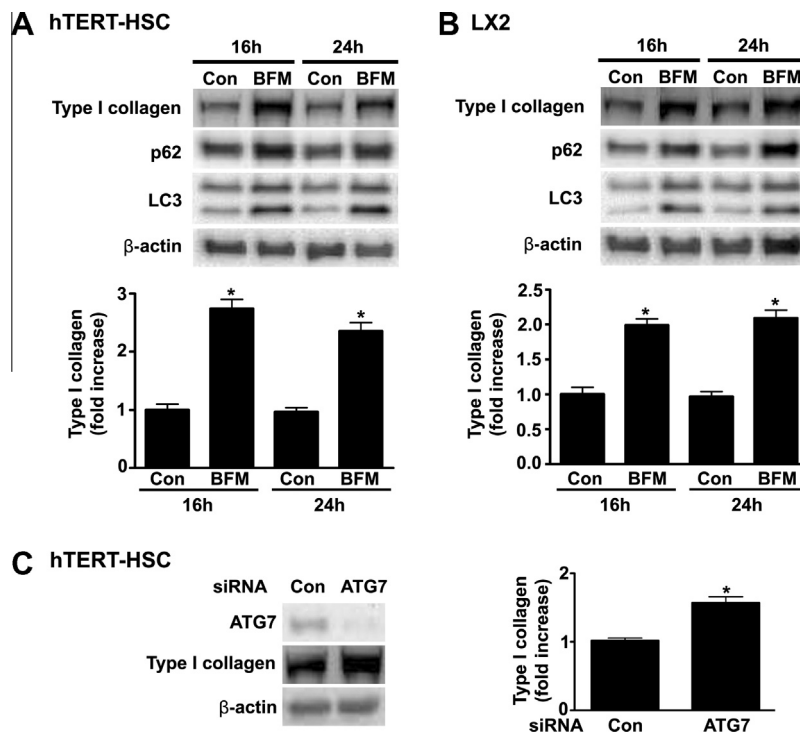 A hTERT-HSC
16h 24h
Con BFM Con BFM
Type I collagen
p62
LC3
β-actin
Type I collagen
(fold increase)
3
2
1
0
*
*
Con BFM Con BFM
16h 24h
B LX2
16h 24h
Con BFM Con BFM
Type I collagen
p62
LC3
β-actin
Type I collagen
(fold increase)
2.5
2.0
1.5
1.0
0.5
0.0
*
*
Con BFM Con BFM
16h 24h
C hTERT-HSC
siRNA Con ATG7
ATG7
Type I collagen
β-actin
Type I collagen
(fold increase)
2
1
0
*
siRNA Con ATG7